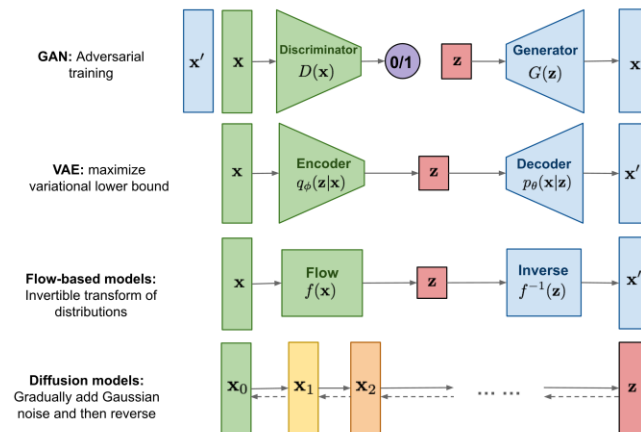 GAN: Adversarial
training
x′
x
Discriminator
D(x)
0/1
z
Generator
G(z)
x
VAE: maximize
variational lower bound
x
Encoder
qϕ(z|x)
z
Decoder
pθ(x|z)
x′
Flow-based models:
Invertible transform of
distributions
x
Flow
f(x)
z
Inverse
f⁻¹(z)
x′
Diffusion models:
Gradually add Gaussian
noise and then reverse
x₀
x₁
x₂
... ...
z